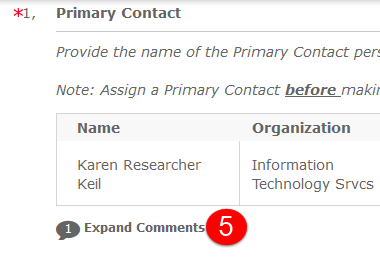 *1, Primary Contact
Provide the name of the Primary Contact pers
Note: Assign a Primary Contact before makin
Name Organization
Karen Researcher Information
Keil Technology Srvcs
1 Expand Comments 5